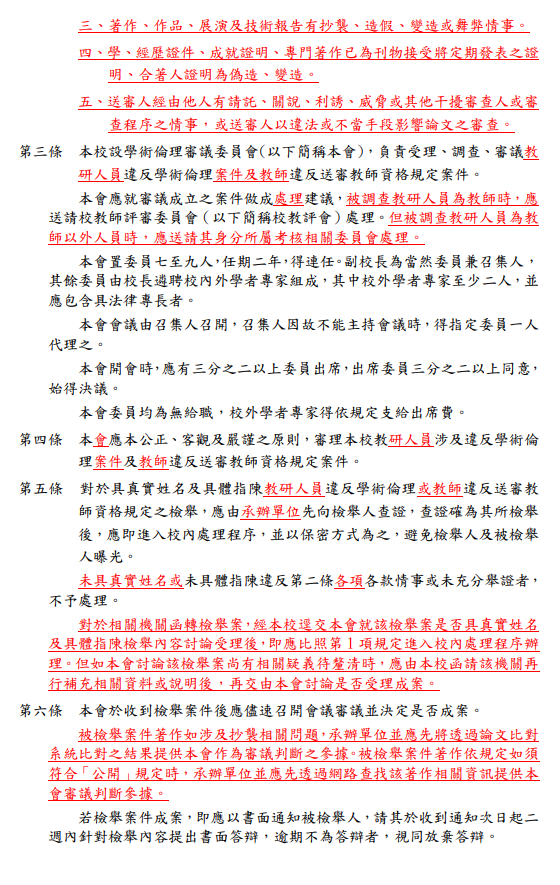 三、著作、作品、展演及技術報告有抄襲、造假、變造或舞弊情事。
四、學、經歷證件、成就證明、專門著作已為刊物接受將定期發表之證
明、合著人證明為偽造、變造。
五、送審人經由他人有請託、關說、利誘、威脅或其他干擾審查人或審
查程序之情事，或送審人以違法或不當手段影響論文之審查。
第三條　本校設學術倫理審議委員會(以下簡稱本會)，負責受理、調查、審議教
研人員違反學術倫理案件及教師違反送審教師資格規定案件。
本會應就審議成立之案件做成處理建議，被調查教研人員為教師時，應
送請校教師評審委員會（以下簡稱校教評會）處理。但被調查教研人員為教
師以外人員時，應送請其身分所屬考核相關委員會處理。
本會置委員七至九人，任期二年，得連任。副校長為當然委員兼召集人，
其餘委員由校長遴聘校內外學者專家組成，其中校外學者專家至少二人，並
應包含具法律專長者。
本會會議由召集人召開，召集人因故不能主持會議時，得指定委員一人
代理之。
本會開會時，應有三分之二以上委員出席，出席委員三分之二以上同意，
始得決議。
本會委員均為無給職，校外學者專家得依規定支給出席費。
第四條　本會應本公正、客觀及嚴謹之原則，審理本校教研人員涉及違反學術倫
理案件及教師違反送審教師資格規定案件。
第五條　對於具真實姓名及具體指陳教研人員違反學術倫理或教師違反送審教
師資格規定之檢舉，應由承辦單位先向檢舉人查證，查證確為其所檢舉
後，應即進入校內處理程序，並以保密方式為之，避免檢舉人及被檢舉
人曝光。
未具真實姓名或未具體指陳違反第二條各項各款情事或未充分舉證者，
不予處理。
對於相關機關函轉檢舉案，經本校逕交本會就該檢舉案是否具真實姓名
及具體指陳檢舉內容討論受理後，即應比照第 1 項規定進入校內處理程序辦
理。但如本會討論該檢舉案尚有相關疑義待釐清時，應由本校函請該機關再
行補充相關資料或說明後，再交由本會討論是否受理成案。
第六條　本會於收到檢舉案件後應儘速召開會議審議並決定是否成案。
被檢舉案件著作如涉及抄襲相關問題，承辦單位並應先將透過論文比對
系統比對之結果提供本會作為審議判斷之參據。被檢舉案件著作依規定如須
符合「公開」規定時，承辦單位並應先透過網路查找該著作相關資訊提供本
會審議判斷參據。
若檢舉案件成案，即應以書面通知被檢舉人，請其於收到通知次日起二
週內針對檢舉內容提出書面答辯，逾期不為答辯者，視同放棄答辯。